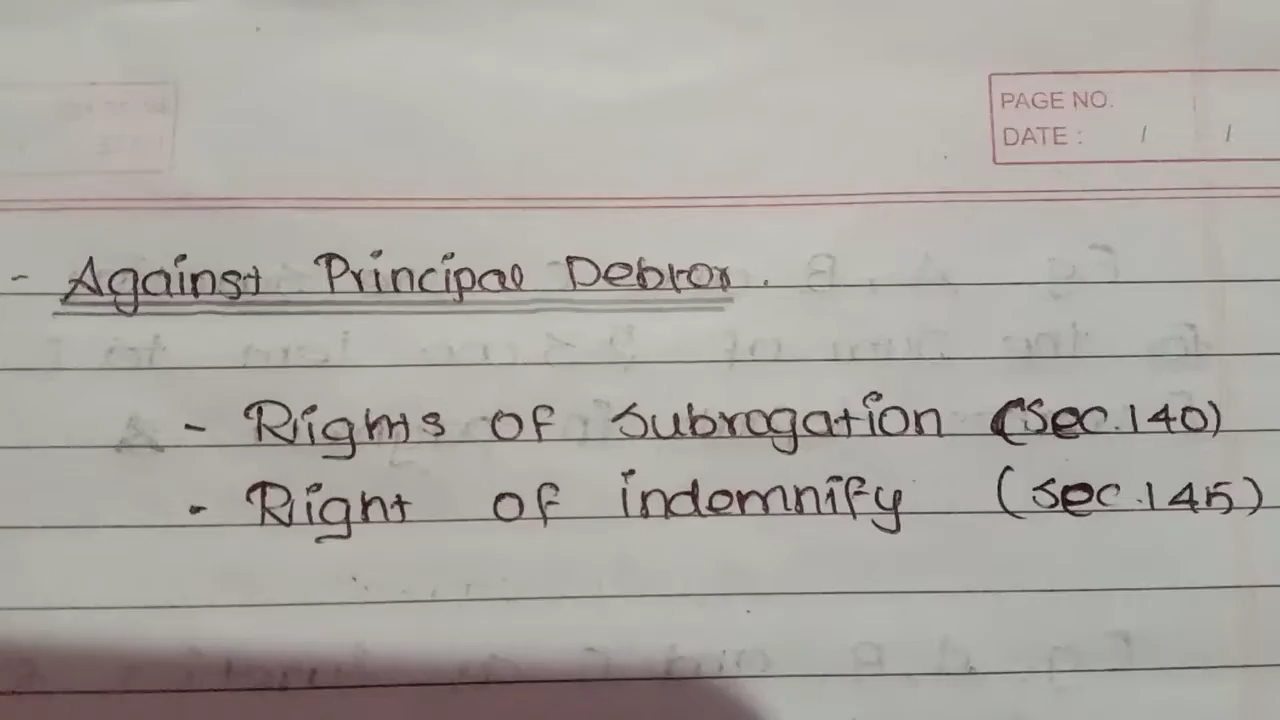 PAGE NO.
DATE : / /
- Against Principal Debtor.
- Rights of subrogation (Sec.140)
- Right of indemnify (sec.145)